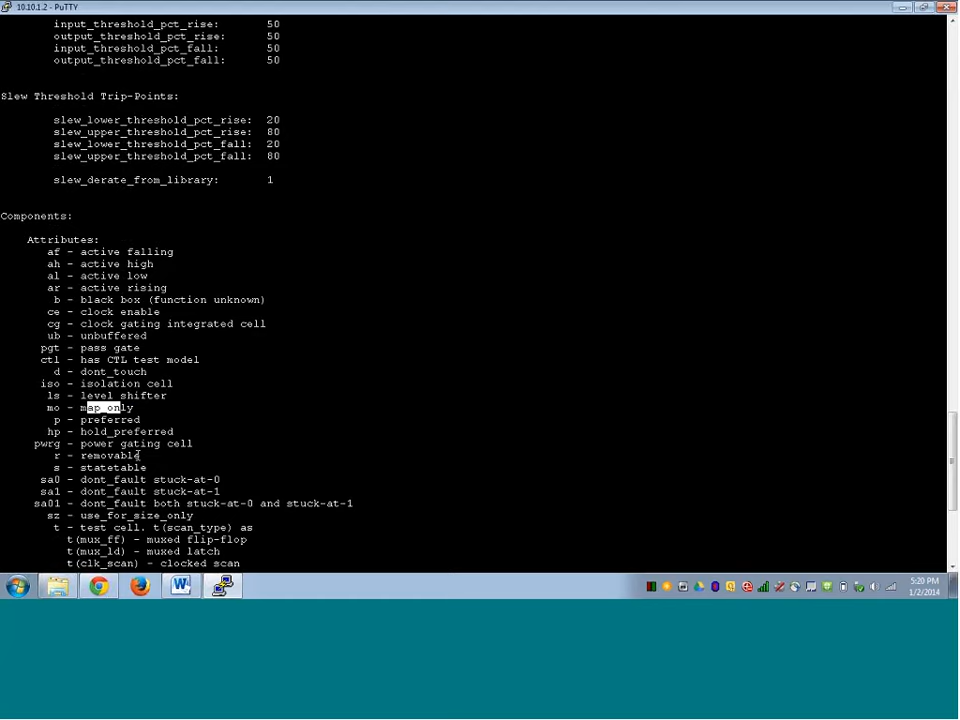 10.10.1.2 - PuTTY
input_threshold_pct_rise: 50
output_threshold_pct_rise: 50
input_threshold_pct_fall: 50
output_threshold_pct_fall: 50
Slew Threshold Trip-Points:
slew_lower_threshold_pct_rise: 20
slew_upper_threshold_pct_rise: 80
slew_lower_threshold_pct_fall: 20
slew_upper_threshold_pct_fall: 80
slew_derate_from_library: 1
Components:
Attributes:
af - active falling
ah - active high
al - active low
ar - active rising
b - black box (function unknown)
ce - clock enable
cg - clock gating integrated cell
ub - unbuffered
pgt - pass gate
ctl - has CTL test model
d - dont_touch
iso - isolation cell
ls - level shifter
mo - map_only
p - preferred
hp - hold_preferred
pwrg - power gating cell
r - removable
s - statetable
sa0 - dont_fault stuck-at-0
sa1 - dont_fault stuck-at-1
sa01 - dont_fault both stuck-at-0 and stuck-at-1
sz - use_for_size_only
t - test cell. t(scan_type) as
t(mux_ff) - muxed flip-flop
t(mux_ld) - muxed latch
t(clk_scan) - clocked scan
5:20 PM
1/2/2014